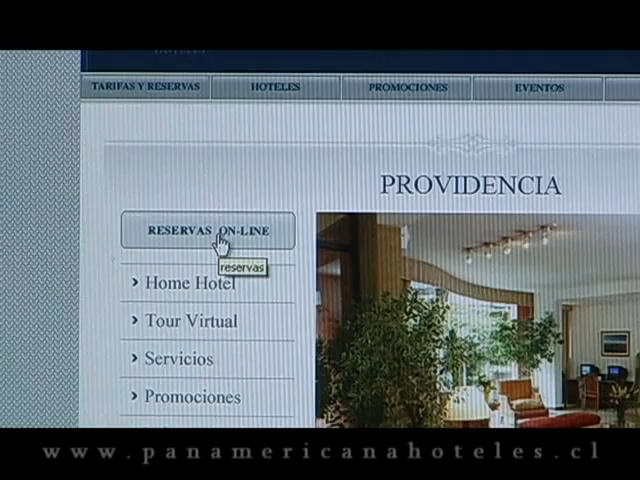 HOTELES
TARIFAS Y RESERVAS
HOTELES
PROMOCIONES
EVENTOS
PROVIDENCIA
RESERVAS ON-LINE
reservas
› Home Hotel
› Tour Virtual
› Servicios
› Promociones
www.panamericanahoteles.cl